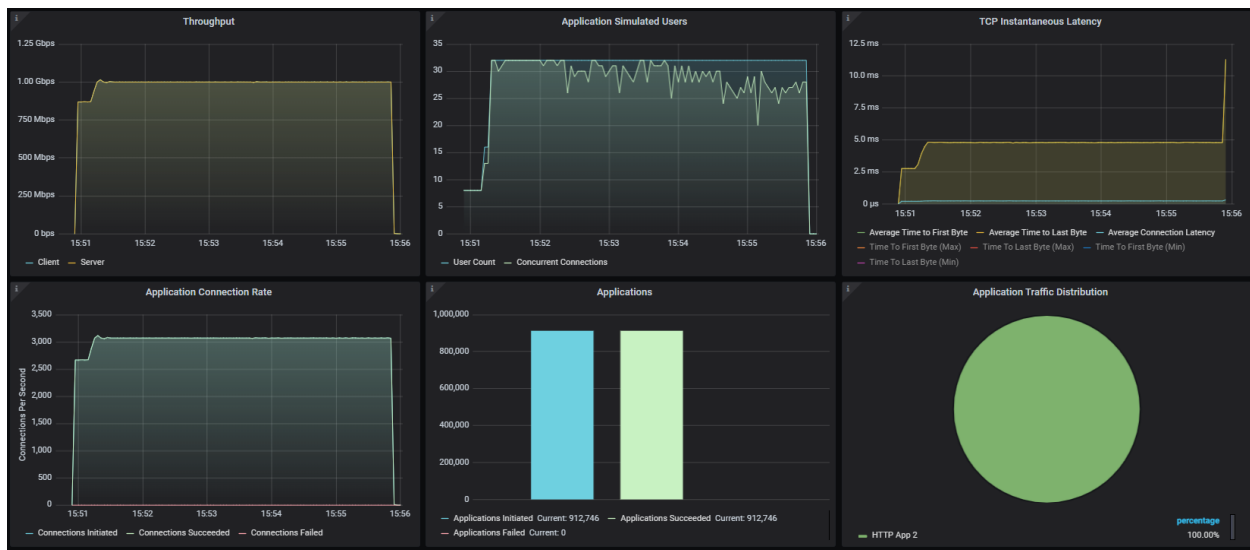 Throughput
1.25 Gbps
1.00 Gbps
750 Mbps
500 Mbps
250 Mbps
0 bps
15:51 15:52 15:53 15:54 15:55 15:56
Client Server
Application Simulated Users
35
30
25
20
15
10
5
0
15:51 15:52 15:53 15:54 15:55 15:56
User Count Concurrent Connections
TCP Instantaneous Latency
12.5 ms
10.0 ms
7.5 ms
5.0 ms
2.5 ms
0 µs
15:51 15:52 15:53 15:54 15:55 15:56
Average Time to First Byte Average Time to Last Byte Average Connection Latency
Time To First Byte (Max) Time To Last Byte (Max) Time To First Byte (Min)
Time To Last Byte (Min)
Application Connection Rate
Connections Per Second
3,500
3,000
2,500
2,000
1,500
1,000
500
0
15:51 15:52 15:53 15:54 15:55 15:56
Connections Initiated Connections Succeeded Connections Failed
Applications
1,000,000
800,000
600,000
400,000
200,000
0
Applications Initiated Current: 912,746 Applications Succeeded Current: 912,746
Applications Failed Current: 0
Application Traffic Distribution
percentage
HTTP App 2 100.00%